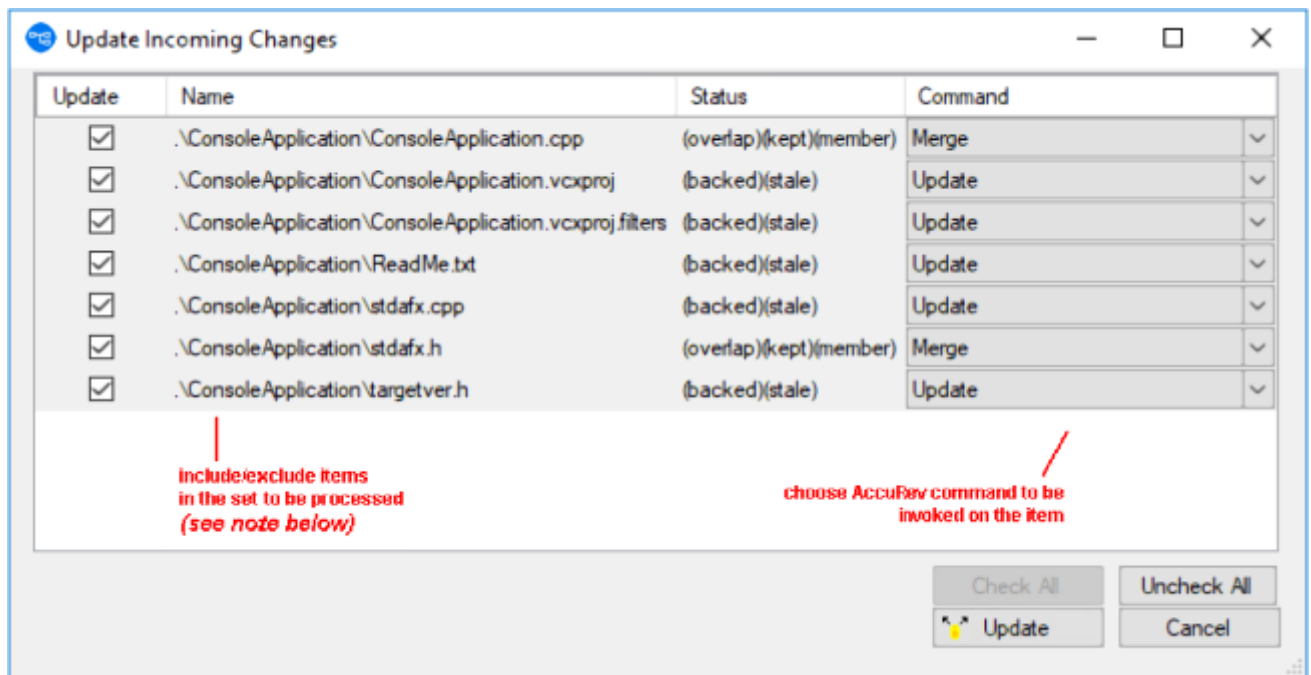 Update Incoming Changes
Update Name Status Command
.\ConsoleApplication\ConsoleApplication.cpp (overlap)(kept)(member) Merge
.\ConsoleApplication\ConsoleApplication.vcxproj (backed)(stale) Update
.\ConsoleApplication\ConsoleApplication.vcxproj.filters (backed)(stale) Update
.\ConsoleApplication\ReadMe.txt (backed)(stale) Update
.\ConsoleApplication\stdafx.cpp (backed)(stale) Update
.\ConsoleApplication\stdafx.h (overlap)(kept)(member) Merge
.\ConsoleApplication\targetver.h (backed)(stale) Update
include/exclude items
in the set to be processed
(see note below)
choose AccuRev command to be
invoked on the item
Check All Uncheck All
Update Cancel